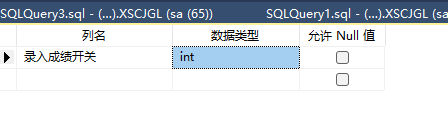 SQLQuery3.sql - (...).XSCJGL (sa (65)) SQLQuery1.sql - (...).XSCJGL (sa
列名 数据类型 允许 Null 值
录入成绩开关 int